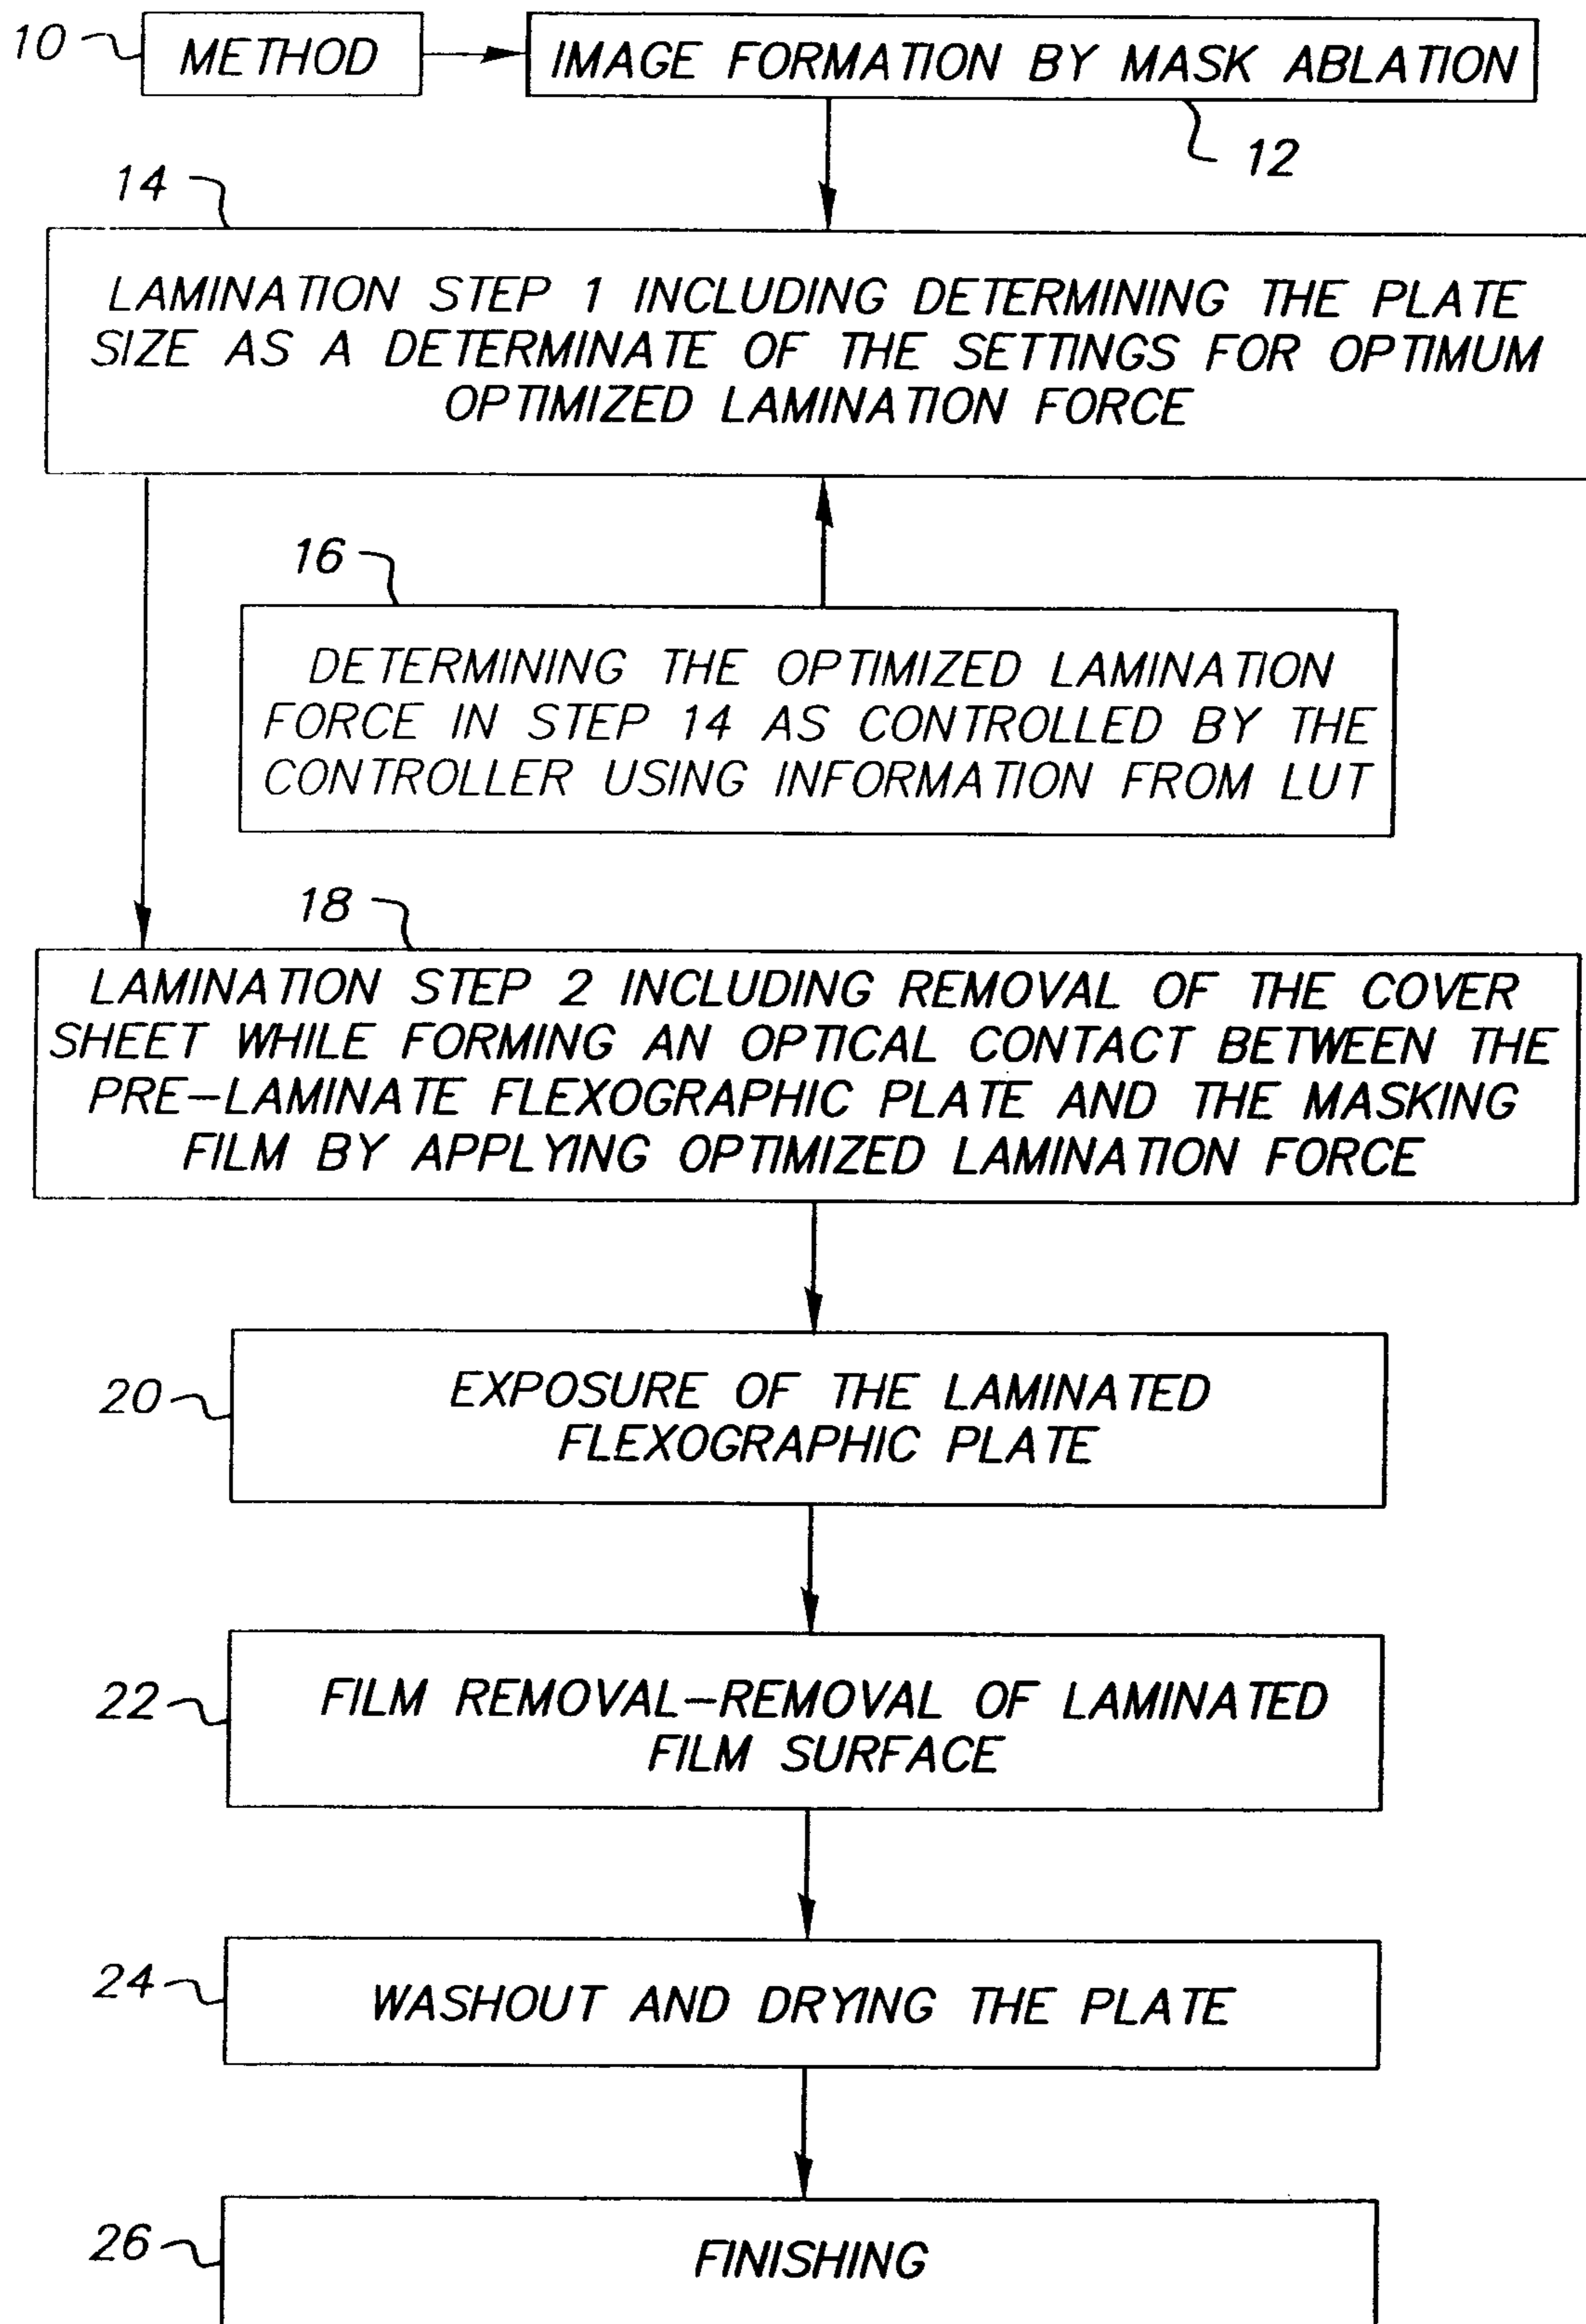 10
METHOD
IMAGE FORMATION BY MASK ABLATION
12
14
LAMINATION STEP 1 INCLUDING DETERMINING THE PLATE
SIZE AS A DETERMINATE OF THE SETTINGS FOR OPTIMUM
OPTIMIZED LAMINATION FORCE
16
DETERMINING THE OPTIMIZED LAMINATION
FORCE IN STEP 14 AS CONTROLLED BY THE
CONTROLLER USING INFORMATION FROM LUT
18
LAMINATION STEP 2 INCLUDING REMOVAL OF THE COVER
SHEET WHILE FORMING AN OPTICAL CONTACT BETWEEN THE
PRE-LAMINATE FLEXOGRAPHIC PLATE AND THE MASKING
FILM BY APPLYING OPTIMIZED LAMINATION FORCE
20
EXPOSURE OF THE LAMINATED
FLEXOGRAPHIC PLATE
22
FILM REMOVAL-REMOVAL OF LAMINATED
FILM SURFACE
24
WASHOUT AND DRYING THE PLATE
26
FINISHING